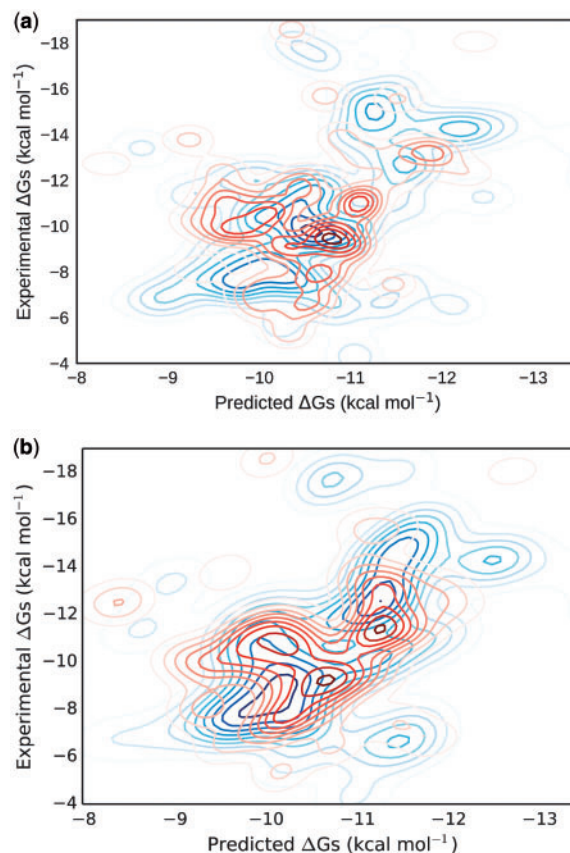 (a)
−18
−16
−14
−12
−10
−8
−6
−4
Experimental ΔGs (kcal mol⁻¹)
−8 −9 −10 −11 −12 −13
Predicted ΔGs (kcal mol⁻¹)
(b)
−18
−16
−14
−12
−10
−8
−6
−4
Experimental ΔGs (kcal mol⁻¹)
−8 −9 −10 −11 −12 −13
Predicted ΔGs (kcal mol⁻¹)